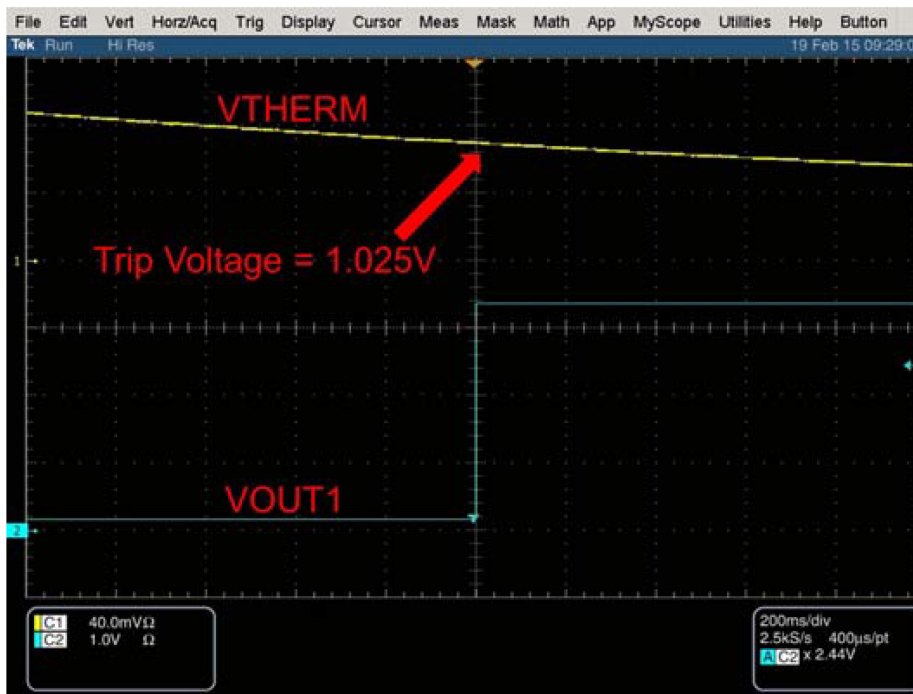 File Edit Vert Horz/Acq Trig Display Cursor Meas Mask Math App MyScope Utilities Help Button
Tek Run Hi Res 19 Feb 15 09:29:0
VTHERM
Trip Voltage = 1.025V
1
VOUT1
2
C1 40.0mVΩ
C2 1.0V Ω
200ms/div
2.5kS/s 400µs/pt
A C2 x 2.44V